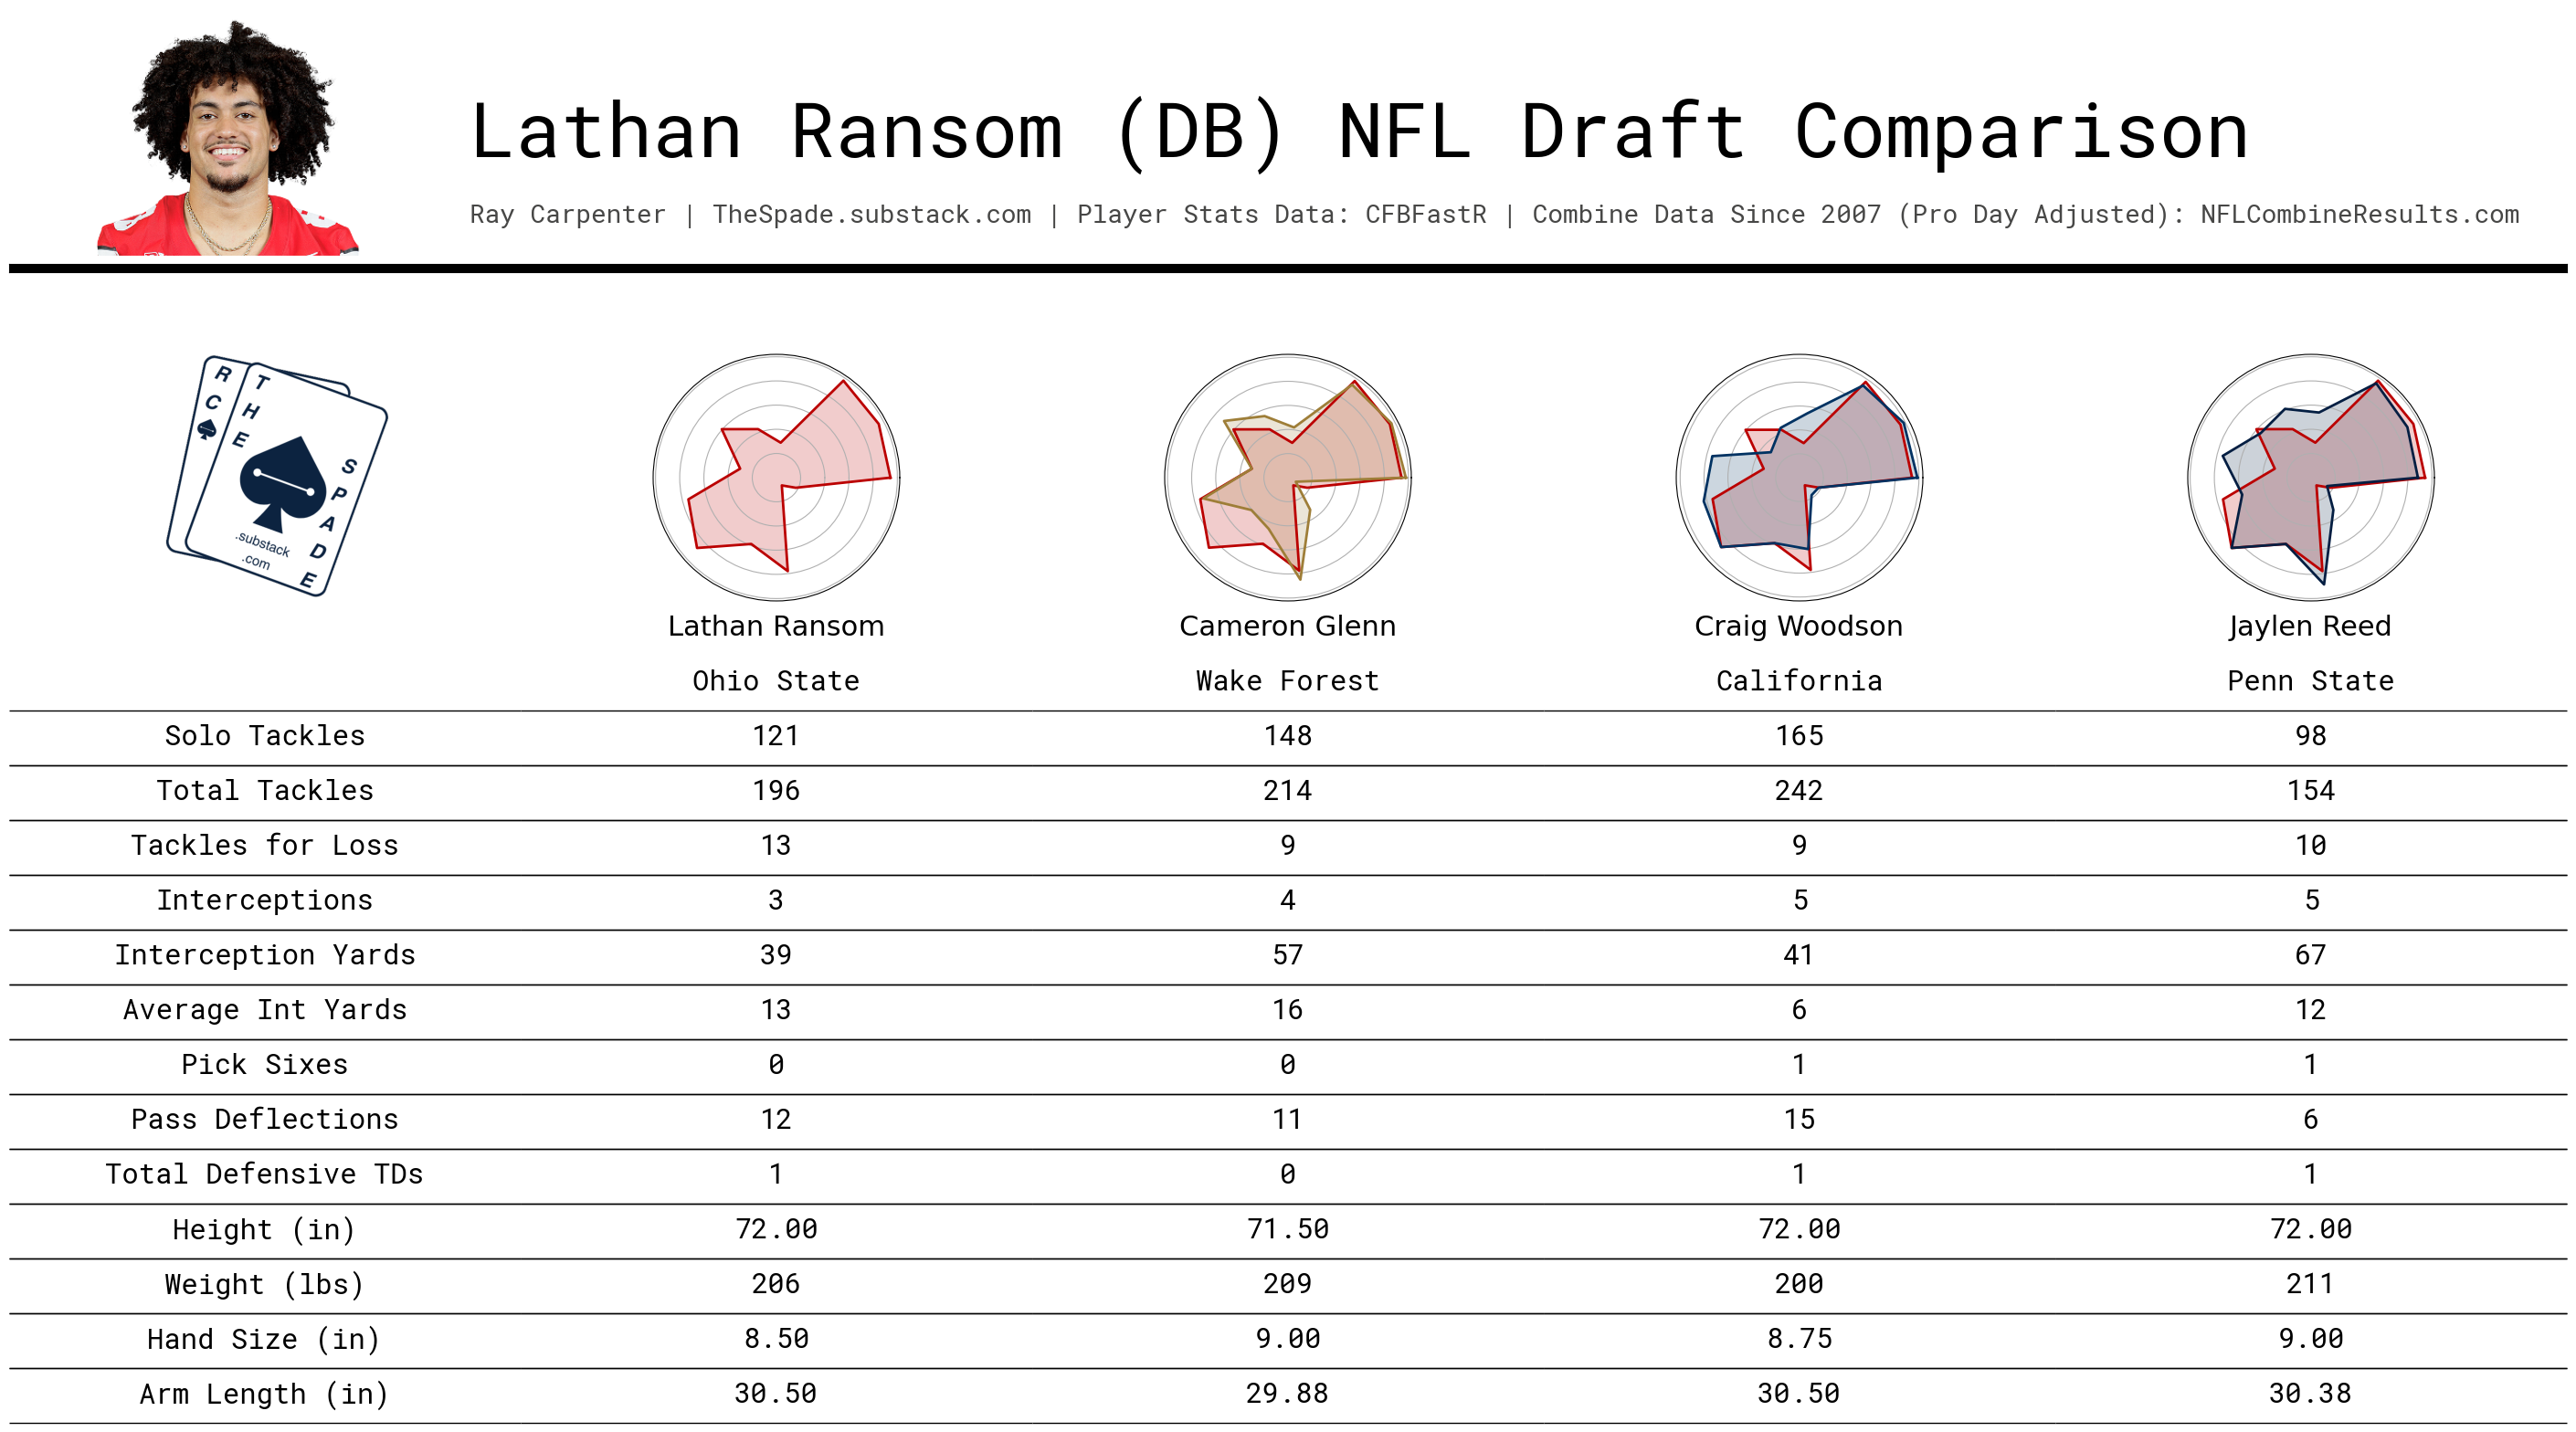 Lathan Ransom (DB) NFL Draft Comparison
Ray Carpenter | TheSpade.substack.com | Player Stats Data: CFBFastR | Combine Data Since 2007 (Pro Day Adjusted): NFLCombineResults.com
RC
THE
SPADE
.substack
.com
Lathan Ransom Cameron Glenn Craig Woodson Jaylen Reed
Ohio State Wake Forest California Penn State
Solo Tackles 121 148 165 98
Total Tackles 196 214 242 154
Tackles for Loss 13 9 9 10
Interceptions 3 4 5 5
Interception Yards 39 57 41 67
Average Int Yards 13 16 6 12
Pick Sixes 0 0 1 1
Pass Deflections 12 11 15 6
Total Defensive TDs 1 0 1 1
Height (in) 72.00 71.50 72.00 72.00
Weight (lbs) 206 209 200 211
Hand Size (in) 8.50 9.00 8.75 9.00
Arm Length (in) 30.50 29.88 30.50 30.38